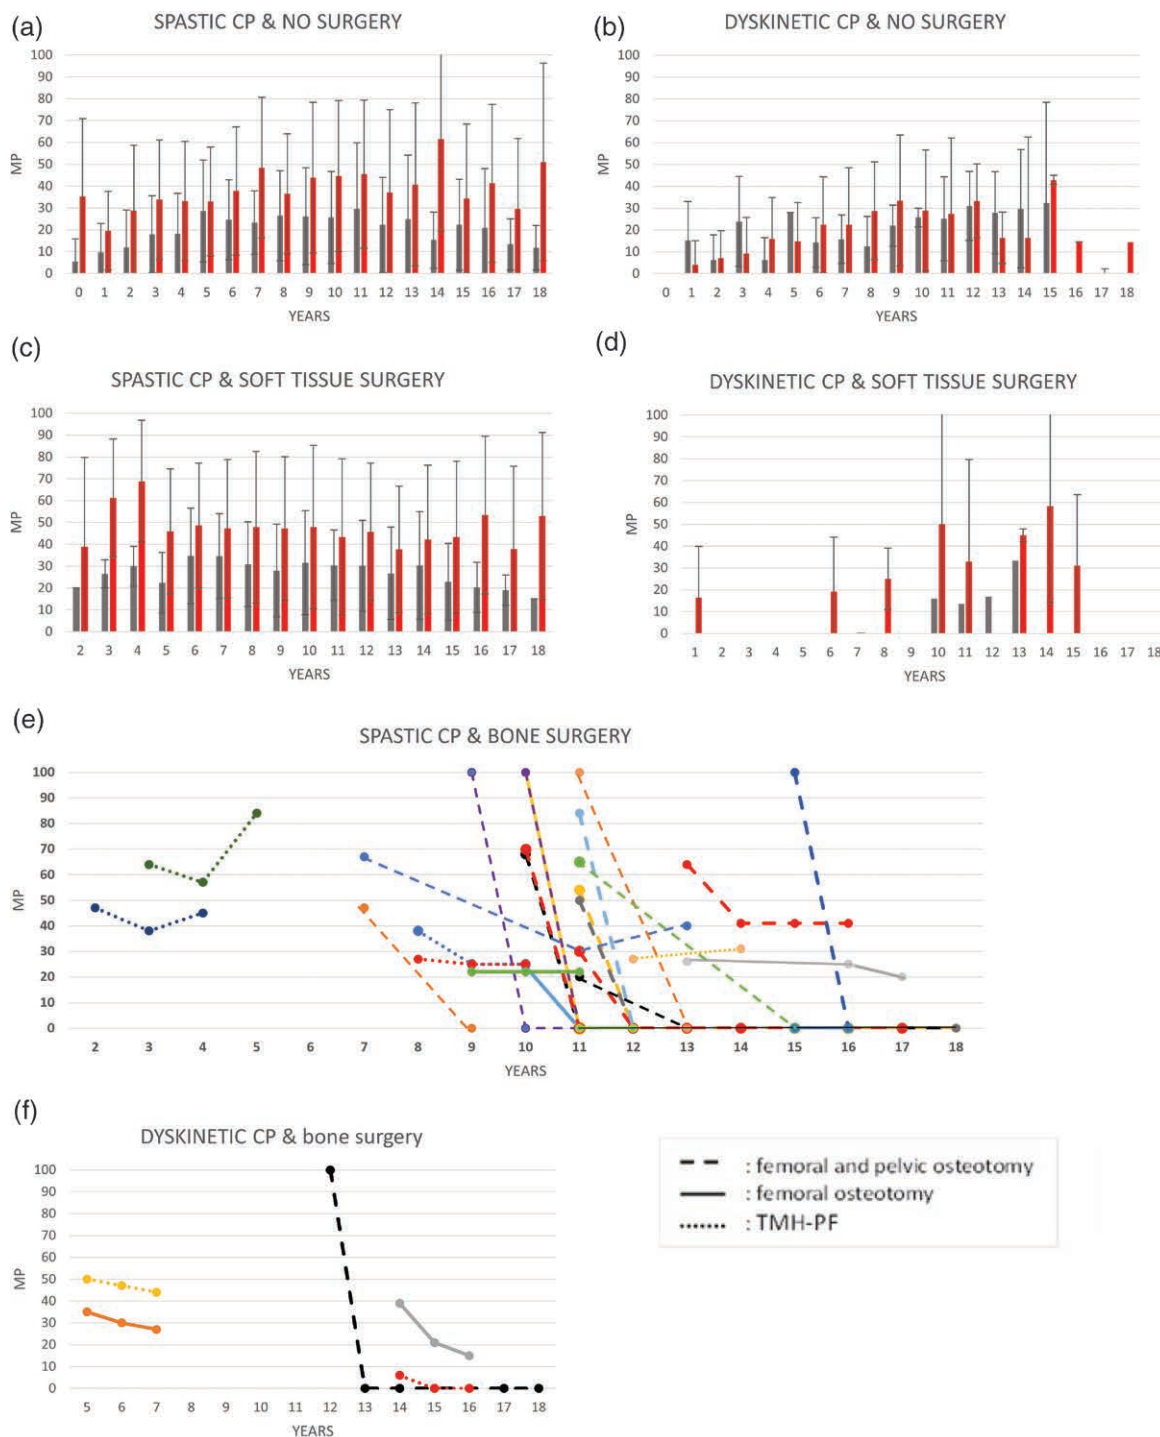 (a)
SPASTIC CP & NO SURGERY
100
90
80
70
60
50
40
30
20
10
0
MP
0 1 2 3 4 5 6 7 8 9 10 11 12 13 14 15 16 17 18
YEARS
(b)
DYSKINETIC CP & NO SURGERY
100
90
80
70
60
50
40
30
20
10
0
MP
0 1 2 3 4 5 6 7 8 9 10 11 12 13 14 15 16 17 18
YEARS
(c)
SPASTIC CP & SOFT TISSUE SURGERY
100
90
80
70
60
50
40
30
20
10
0
MP
2 3 4 5 6 7 8 9 10 11 12 13 14 15 16 17 18
YEARS
(d)
DYSKINETIC CP & SOFT TISSUE SURGERY
100
90
80
70
60
50
40
30
20
10
0
MP
1 2 3 4 5 6 7 8 9 10 11 12 13 14 15 16 17 18
YEARS
(e)
SPASTIC CP & BONE SURGERY
100
90
80
70
60
50
40
30
20
10
0
MP
2 3 4 5 6 7 8 9 10 11 12 13 14 15 16 17 18
YEARS
(f)
DYSKINETIC CP & bone surgery
100
90
80
70
60
50
40
30
20
10
0
MP
5 6 7 8 9 10 11 12 13 14 15 16 17 18
YEARS
: femoral and pelvic osteotomy
: femoral osteotomy
: TMH-PF